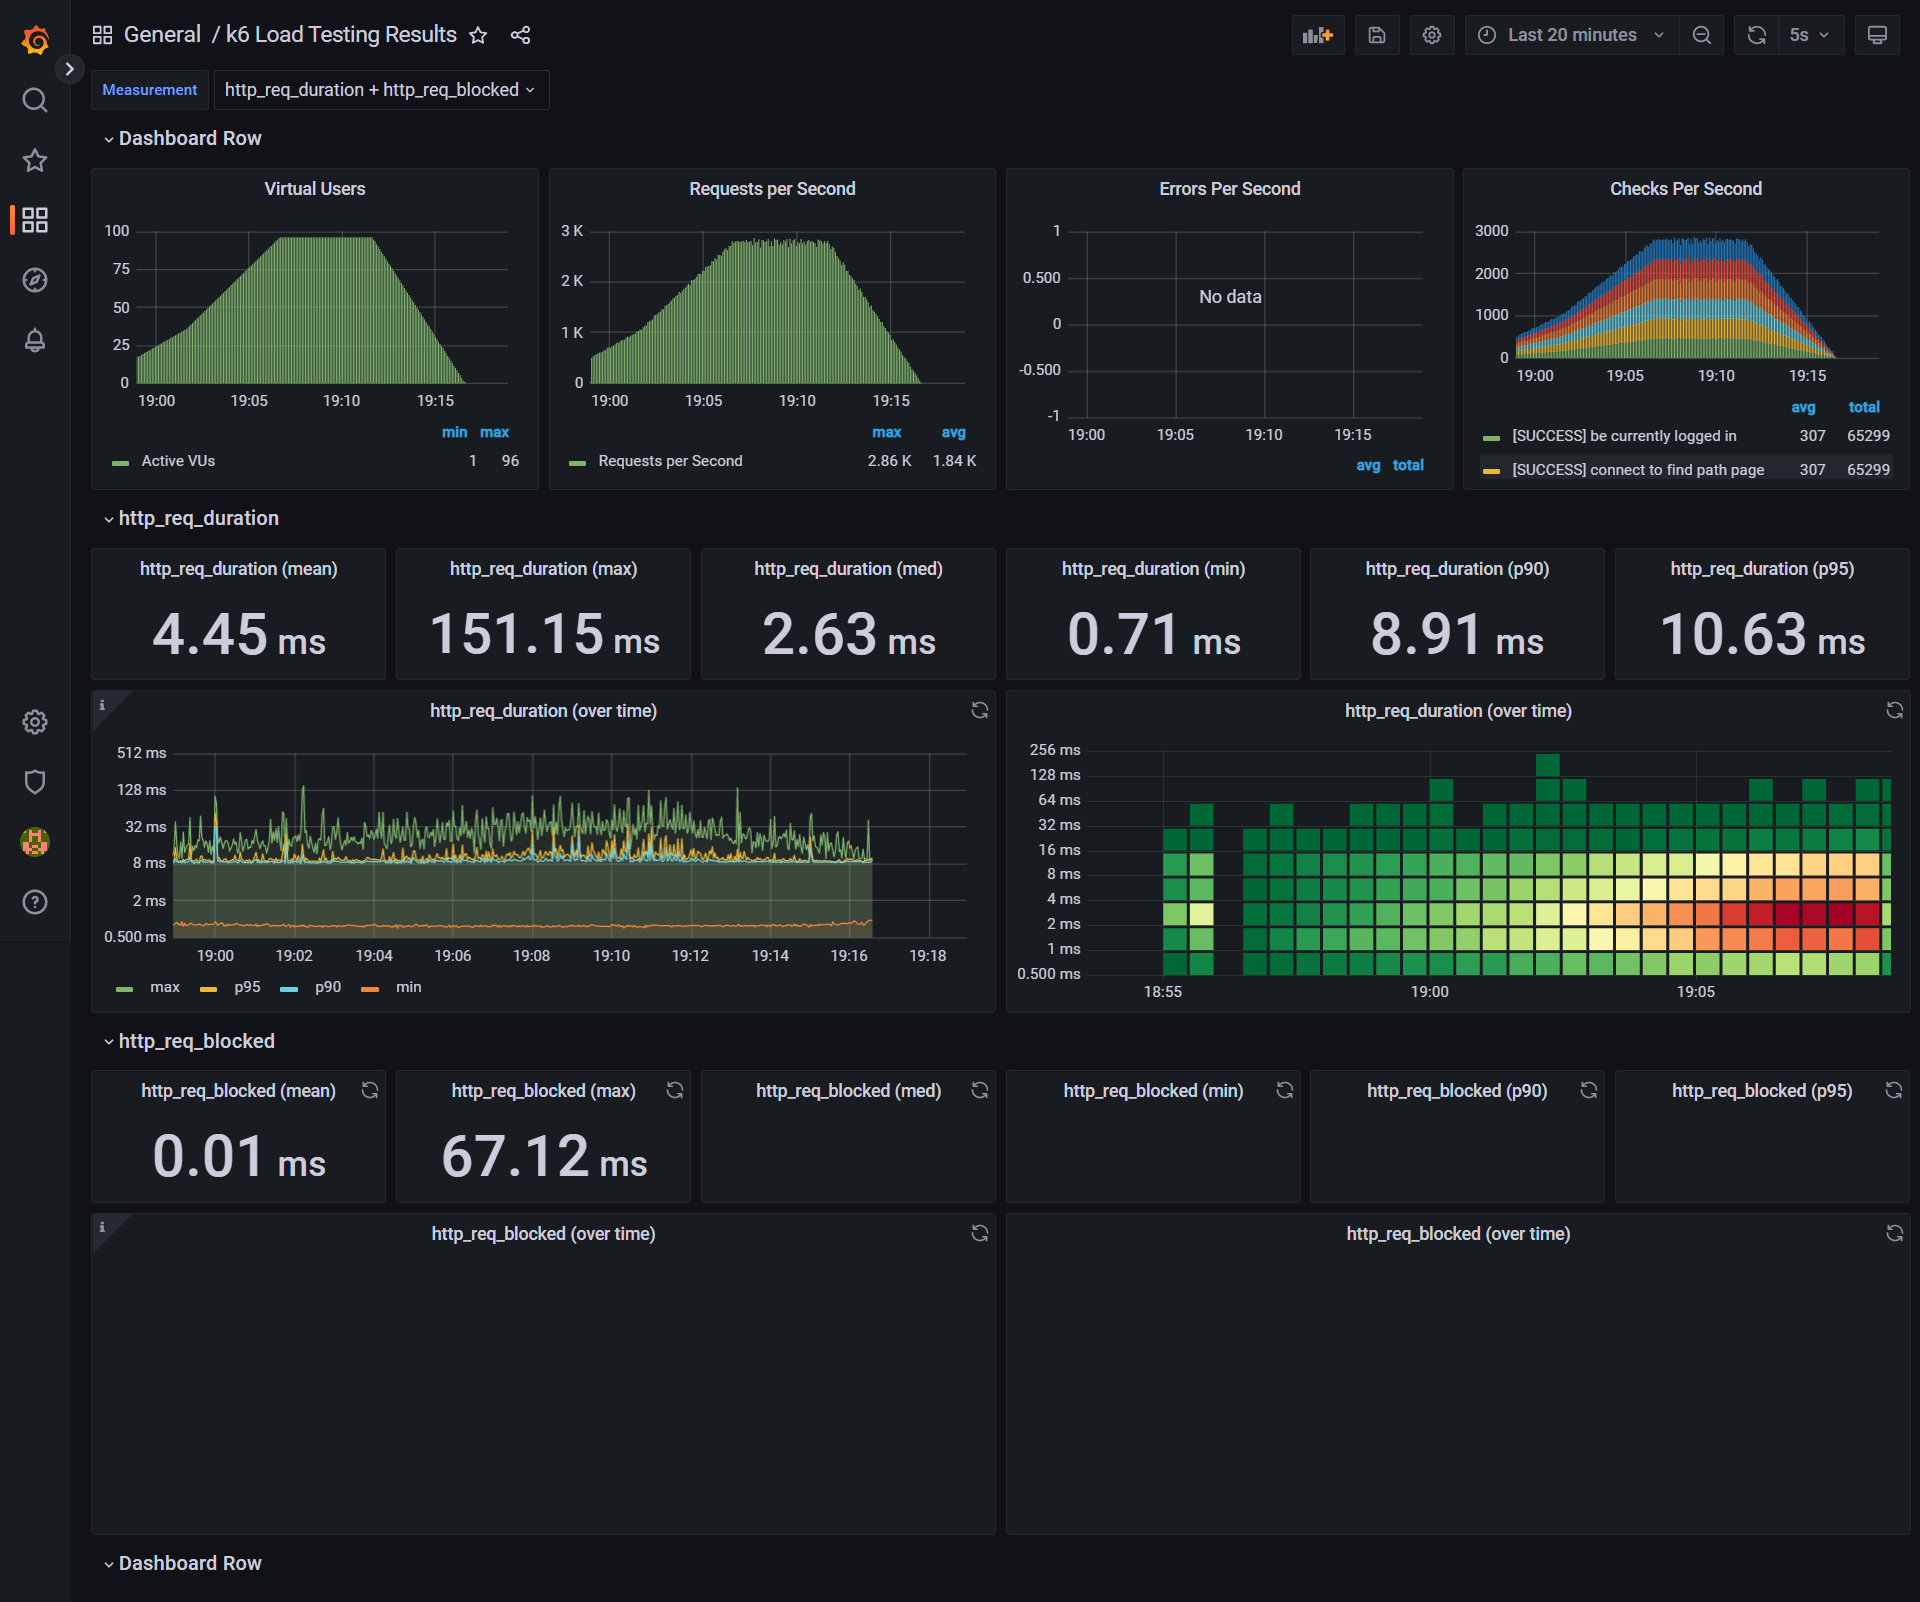 General / k6 Load Testing Results
Last 20 minutes
5s
Measurement
http_req_duration + http_req_blocked
Dashboard Row
Virtual Users
100
75
50
25
0
19:00 19:05 19:10 19:15
min max
Active VUs 1 96
Requests per Second
3 K
2 K
1 K
0
19:00 19:05 19:10 19:15
max avg
Requests per Second 2.86 K 1.84 K
Errors Per Second
1
0.500
0
-0.500
-1
No data
19:00 19:05 19:10 19:15
avg total
Checks Per Second
3000
2000
1000
0
19:00 19:05 19:10 19:15
avg total
[SUCCESS] be currently logged in 307 65299
[SUCCESS] connect to find path page 307 65299
http_req_duration
http_req_duration (mean)
4.45 ms
http_req_duration (max)
151.15 ms
http_req_duration (med)
2.63 ms
http_req_duration (min)
0.71 ms
http_req_duration (p90)
8.91 ms
http_req_duration (p95)
10.63 ms
http_req_duration (over time)
512 ms
128 ms
32 ms
8 ms
2 ms
0.500 ms
19:00 19:02 19:04 19:06 19:08 19:10 19:12 19:14 19:16 19:18
max p95 p90 min
http_req_duration (over time)
256 ms
128 ms
64 ms
32 ms
16 ms
8 ms
4 ms
2 ms
1 ms
0.500 ms
18:55 19:00 19:05
http_req_blocked
http_req_blocked (mean)
0.01 ms
http_req_blocked (max)
67.12 ms
http_req_blocked (med)
http_req_blocked (min)
http_req_blocked (p90)
http_req_blocked (p95)
http_req_blocked (over time)
http_req_blocked (over time)
Dashboard Row